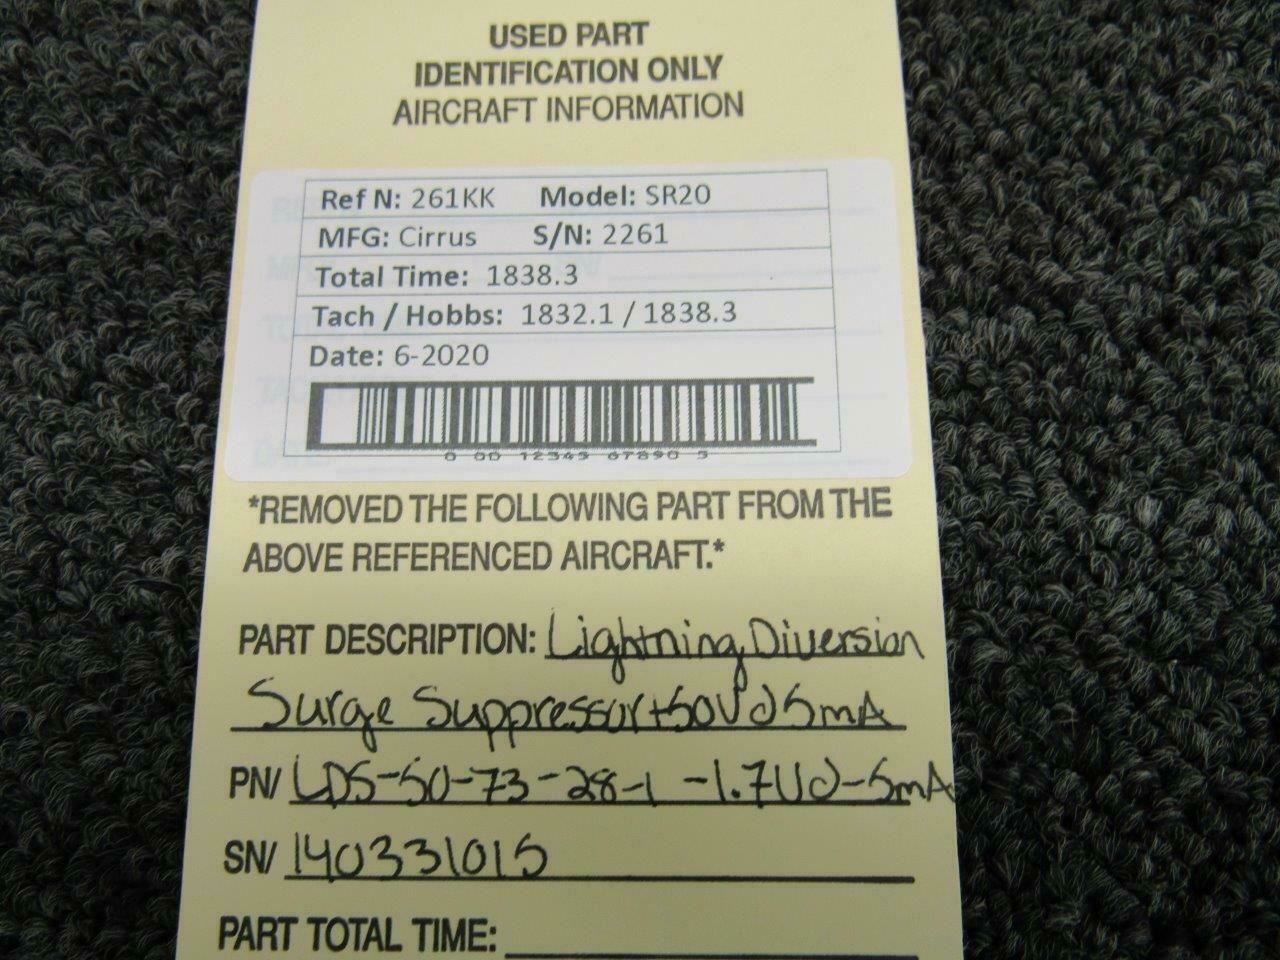 USED PART
IDENTIFICATION ONLY
AIRCRAFT INFORMATION
Ref N: 261KK Model: SR20
MFG: Cirrus S/N: 2261
Total Time: 1838.3
Tach / Hobbs: 1832.1 / 1838.3
Date: 6-2020
0 00 12345 67890 5
*REMOVED THE FOLLOWING PART FROM THE
ABOVE REFERENCED AIRCRAFT.*
PART DESCRIPTION: Lightning Diversion
Surge Suppressor +50Vd5mA
PN/ LDS-50-73-28-1 -1.7Vd-5mA
SN/ 140331015
PART TOTAL TIME: